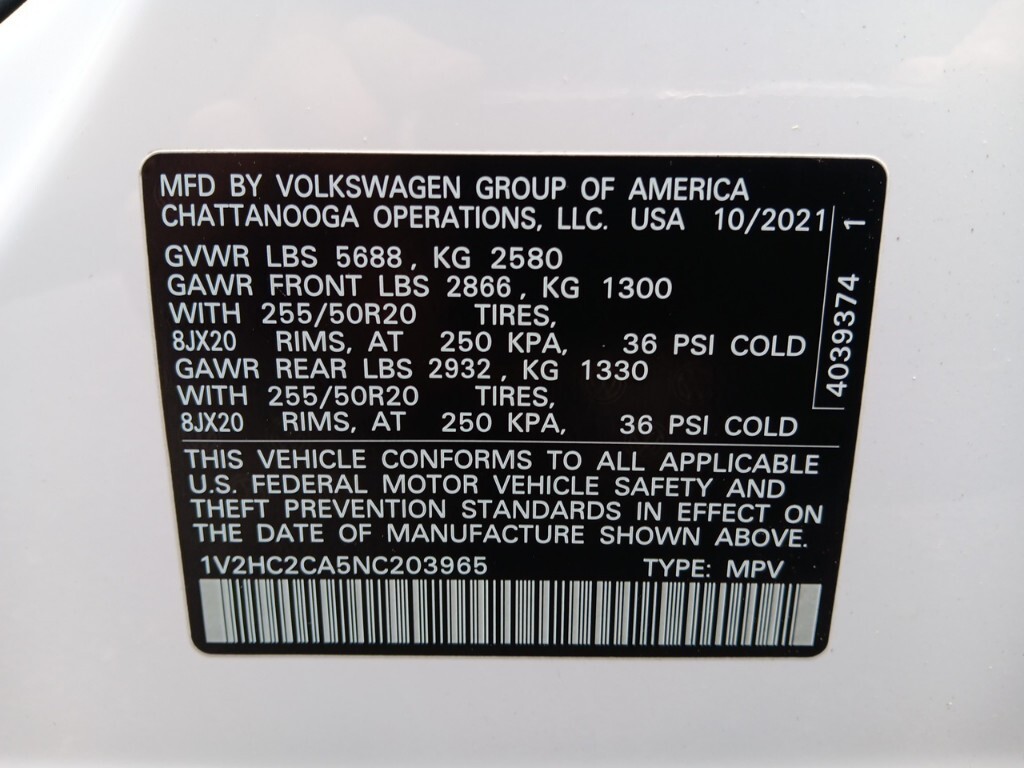 MFD BY VOLKSWAGEN GROUP OF AMERICA
CHATTANOOGA OPERATIONS, LLC. USA 10/2021
GVWR LBS 5688, KG 2580
GAWR FRONT LBS 2866, KG 1300
WITH 255/50R20 TIRES,
8JX20 RIMS, AT 250 KPA, 36 PSI COLD
GAWR REAR LBS 2932, KG 1330
WITH 255/50R20 TIRES,
8JX20 RIMS, AT 250 KPA, 36 PSI COLD
4039374 1
THIS VEHICLE CONFORMS TO ALL APPLICABLE
U.S. FEDERAL MOTOR VEHICLE SAFETY AND
THEFT PREVENTION STANDARDS IN EFFECT ON
THE DATE OF MANUFACTURE SHOWN ABOVE.
1V2HC2CA5NC203965 TYPE: MPV